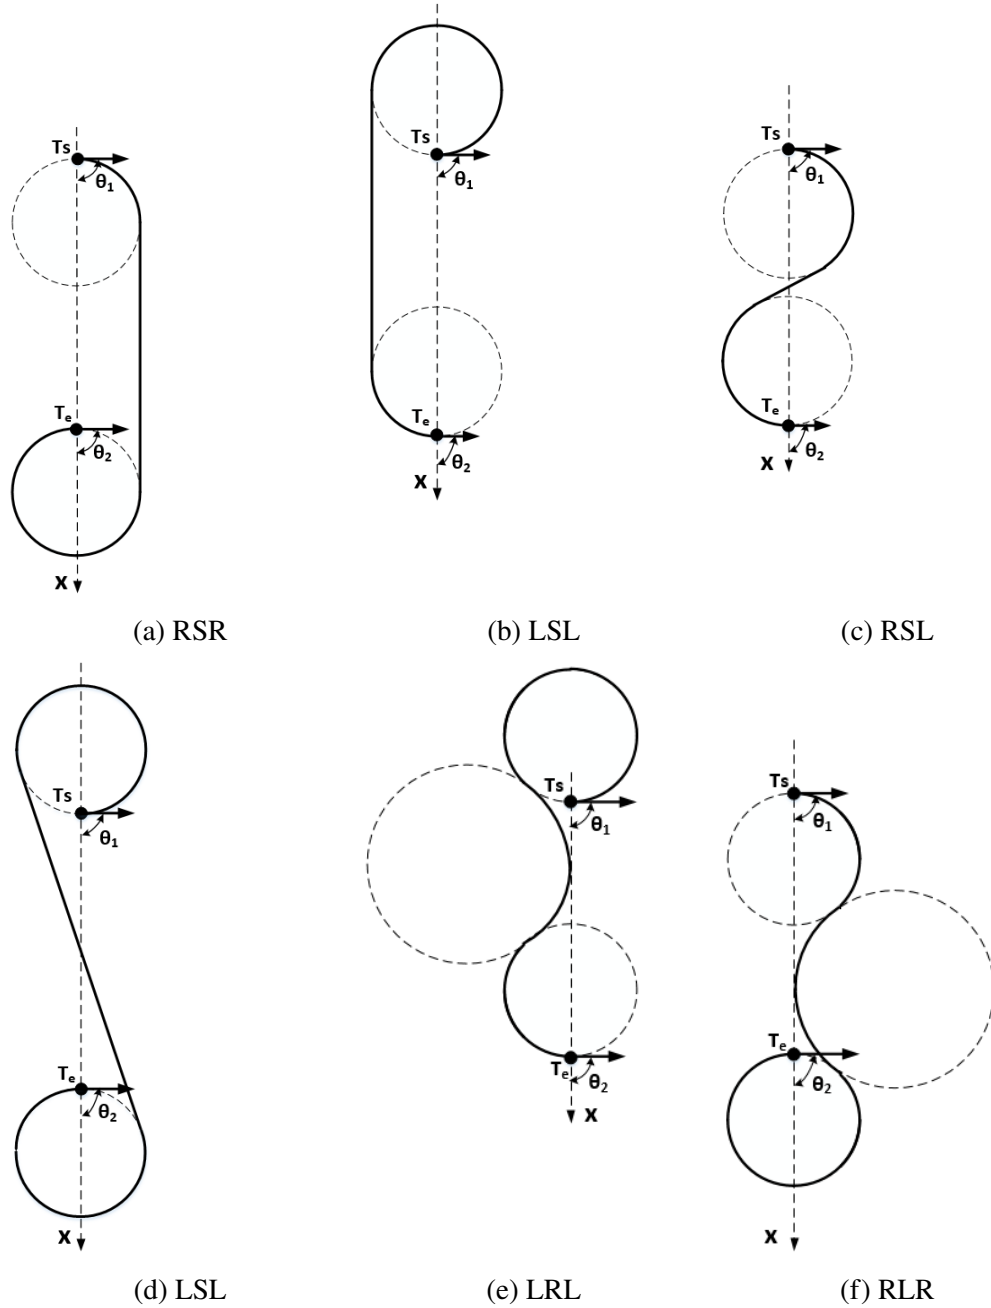 Ts
θ1
Te
θ2
X
(a) RSR
Ts
θ1
Te
θ2
X
(b) LSL
Ts
θ1
Te
θ2
X
(c) RSL
Ts
θ1
Te
θ2
X
(d) LSL
Ts
θ1
Te
θ2
X
(e) LRL
Ts
θ1
Te
θ2
X
(f) RLR